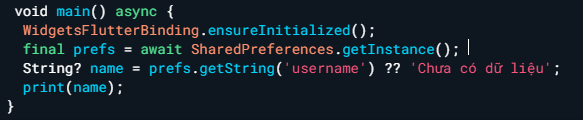 void main() async {
WidgetsFlutterBinding.ensureInitialized();
final prefs = await SharedPreferences.getInstance();
String? name = prefs.getString('username') ?? 'Chưa có dữ liệu';
print(name);
}